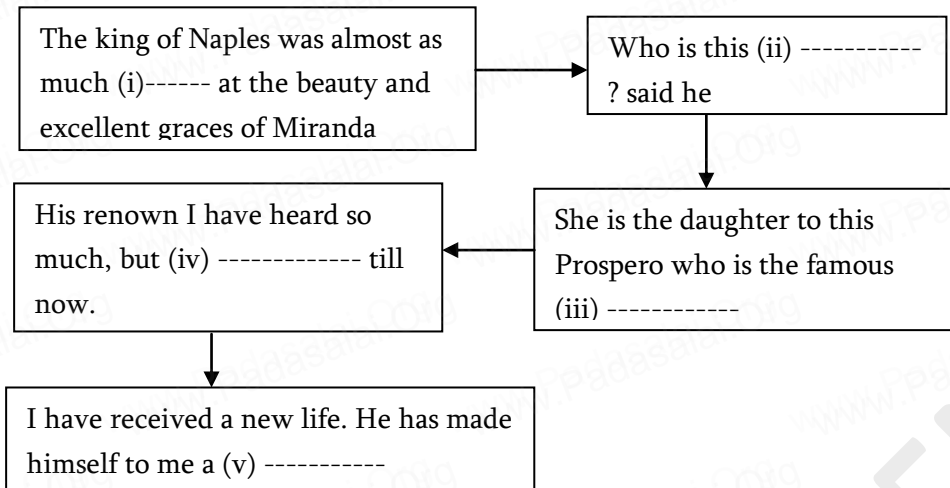 The king of Naples was almost as
much (i)------ at the beauty and
excellent graces of Miranda
Who is this (ii) -----------
? said he
She is the daughter to this
Prospero who is the famous
(iii) ------------
His renown I have heard so
much, but (iv) ------------- till
now.
I have received a new life. He has made
himself to me a (v) -----------